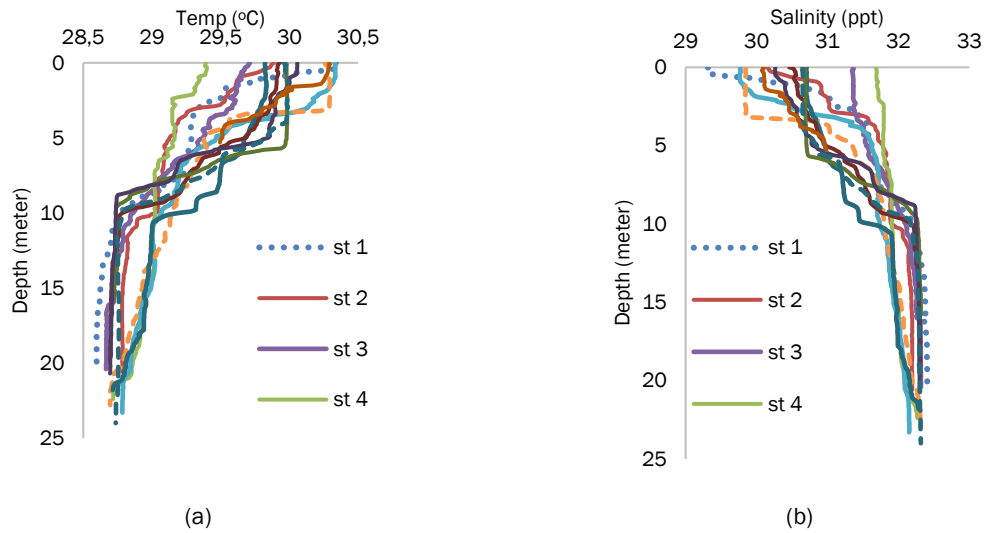 Temp (ºC)
28,5 29 29,5 30 30,5
0
5
10
15
20
25
Depth (meter)
st 1
st 2
st 3
st 4
(a)
Salinity (ppt)
29 30 31 32 33
0
5
10
15
20
25
Depth (meter)
st 1
st 2
st 3
st 4
(b)